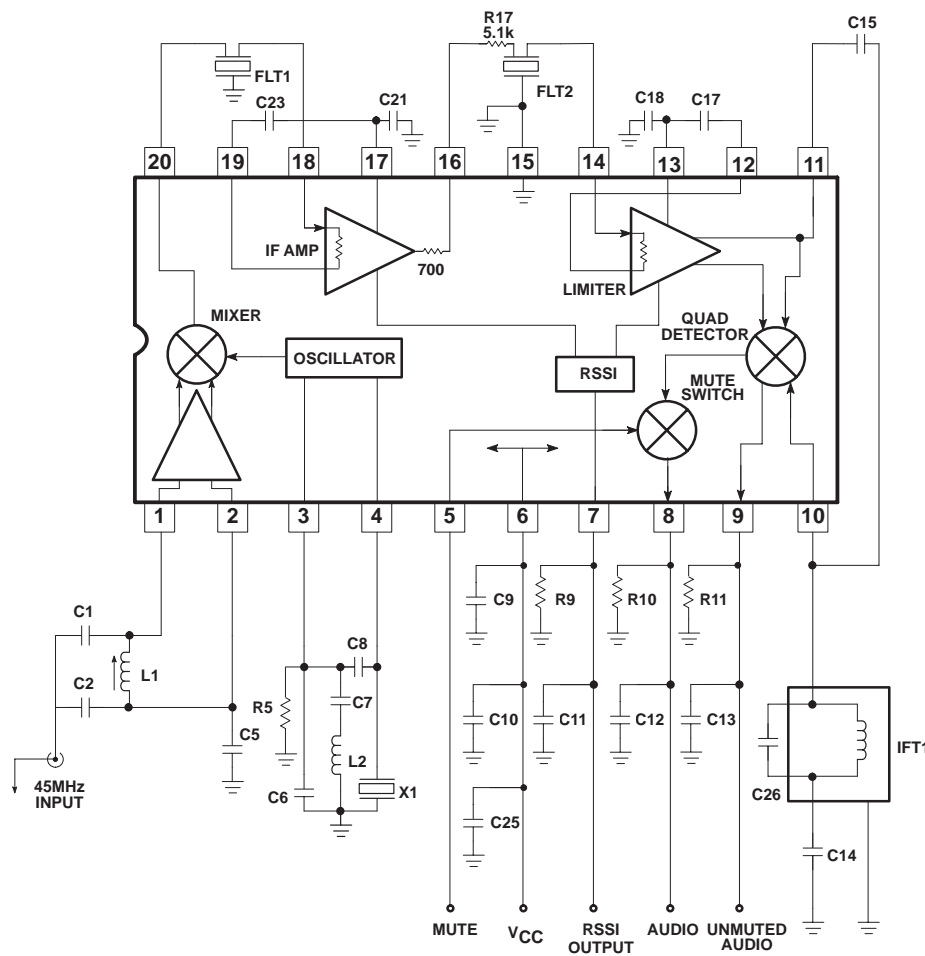 R17
5.1k
C15
FLT1
FLT2
C23
C21
C18
C17
20
19
18
17
16
15
14
13
12
11
IF AMP
700
LIMITER
MIXER
OSCILLATOR
QUAD
DETECTOR
RSSI
MUTE
SWITCH
1
2
3
4
5
6
7
8
9
10
C1
C9
R9
R10
R11
L1
C8
C2
R5
C7
C10
C11
C12
C13
C5
L2
IFT1
45MHz
INPUT
C6
X1
C26
C25
C14
MUTE
VCC
RSSI
OUTPUT
AUDIO
UNMUTED
AUDIO